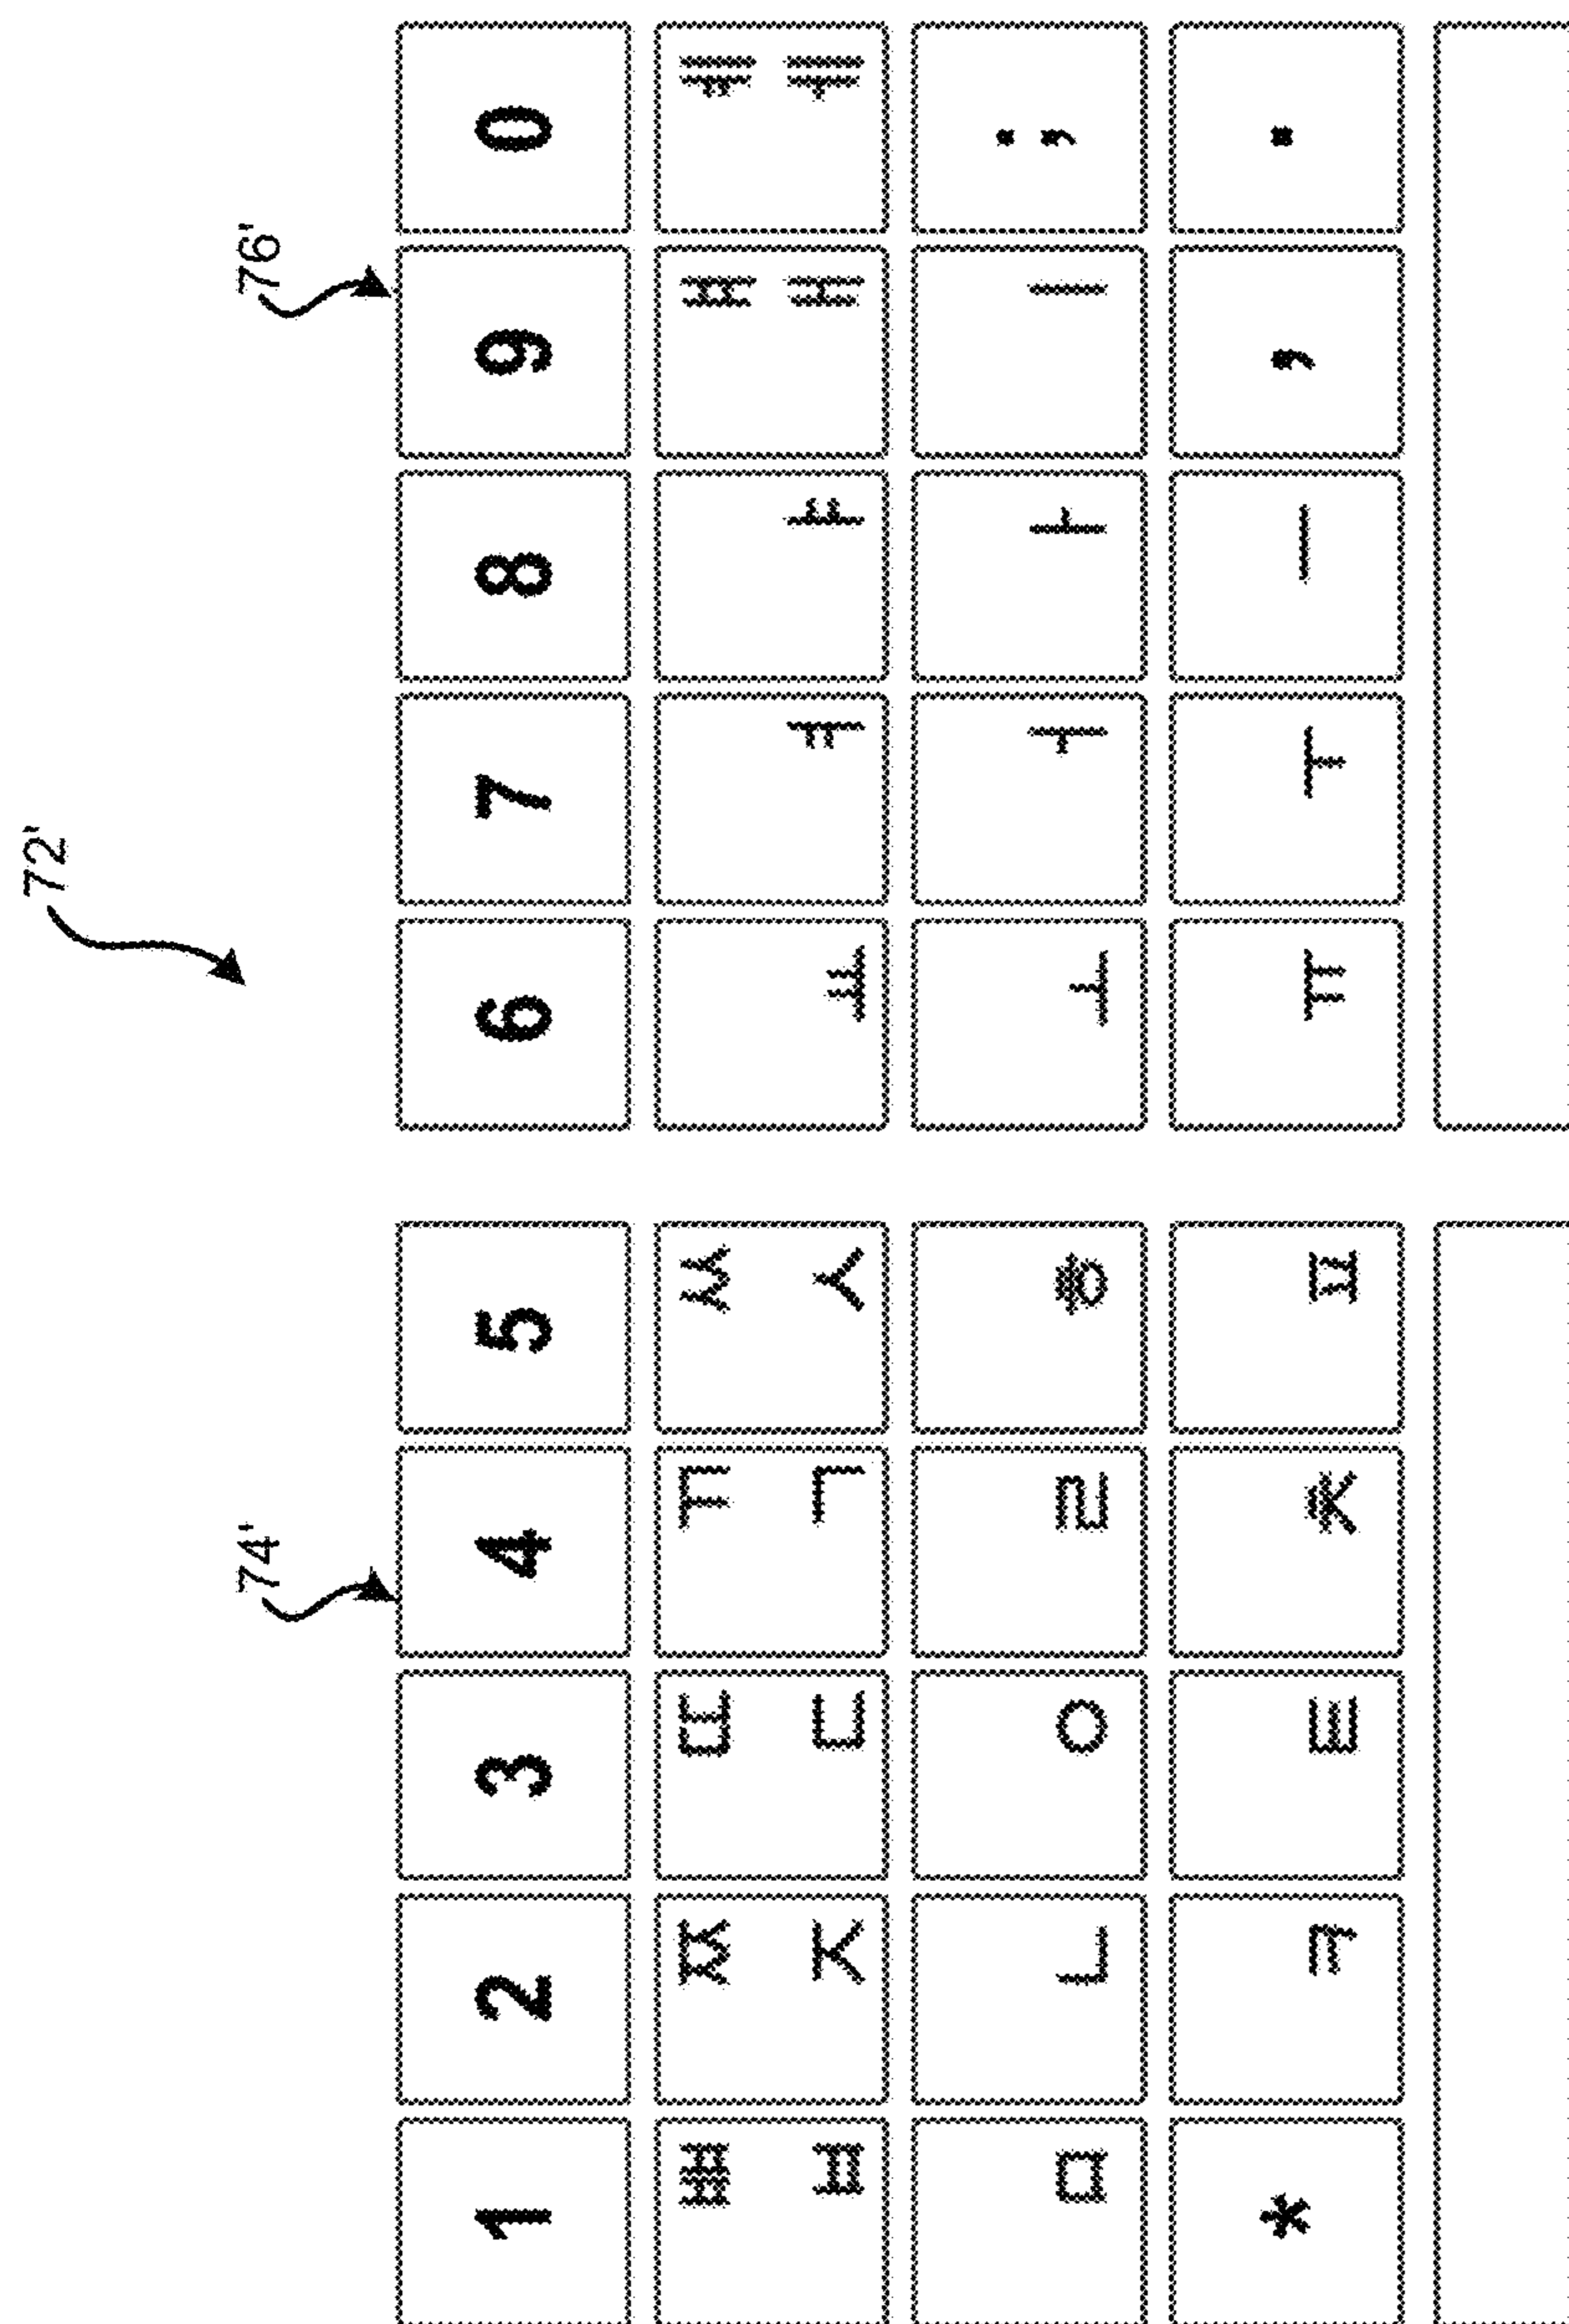 72'
74' 76'
1 2 3 4 5 6 7 8 9 0
ㅃ ㅉ ㄸ ㄲ ㅆ ㅒ ㅖ
ㅂ ㅈ ㄷ ㄱ ㅅ ㅛ ㅕ ㅑ ㅐ ㅔ
ㅁ ㄴ ㅇ ㄹ ㅎ ㅗ ㅓ ㅏ ㅣ ;
* ㅋ ㅌ ㅊ ㅍ ㅠ ㅜ ㅡ , .